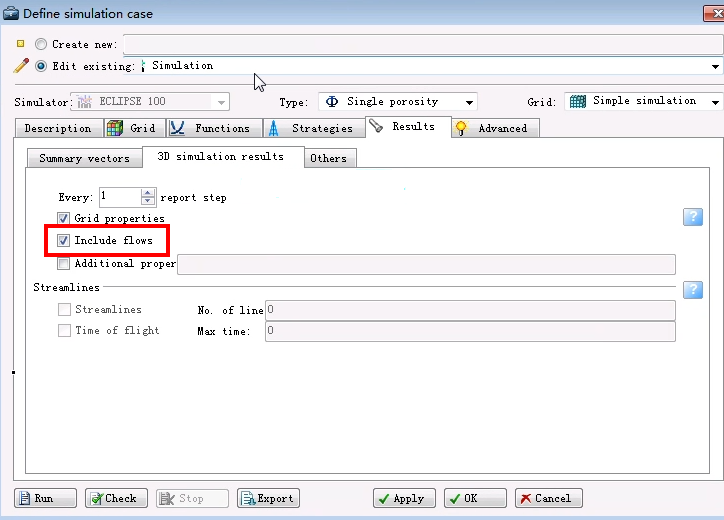 Define simulation case
Create new:
Edit existing: Simulation
Simulator: ECLIPSE 100 Type: Single porosity Grid: Simple simulation
Description Grid Functions Strategies Results Advanced
Summary vectors 3D simulation results Others
Every: 1 report step
Grid properties ?
Include flows
Additional proper
Streamlines ?
Streamlines No. of line 0
Time of flight Max time: 0
Run Check Stop Export Apply OK Cancel